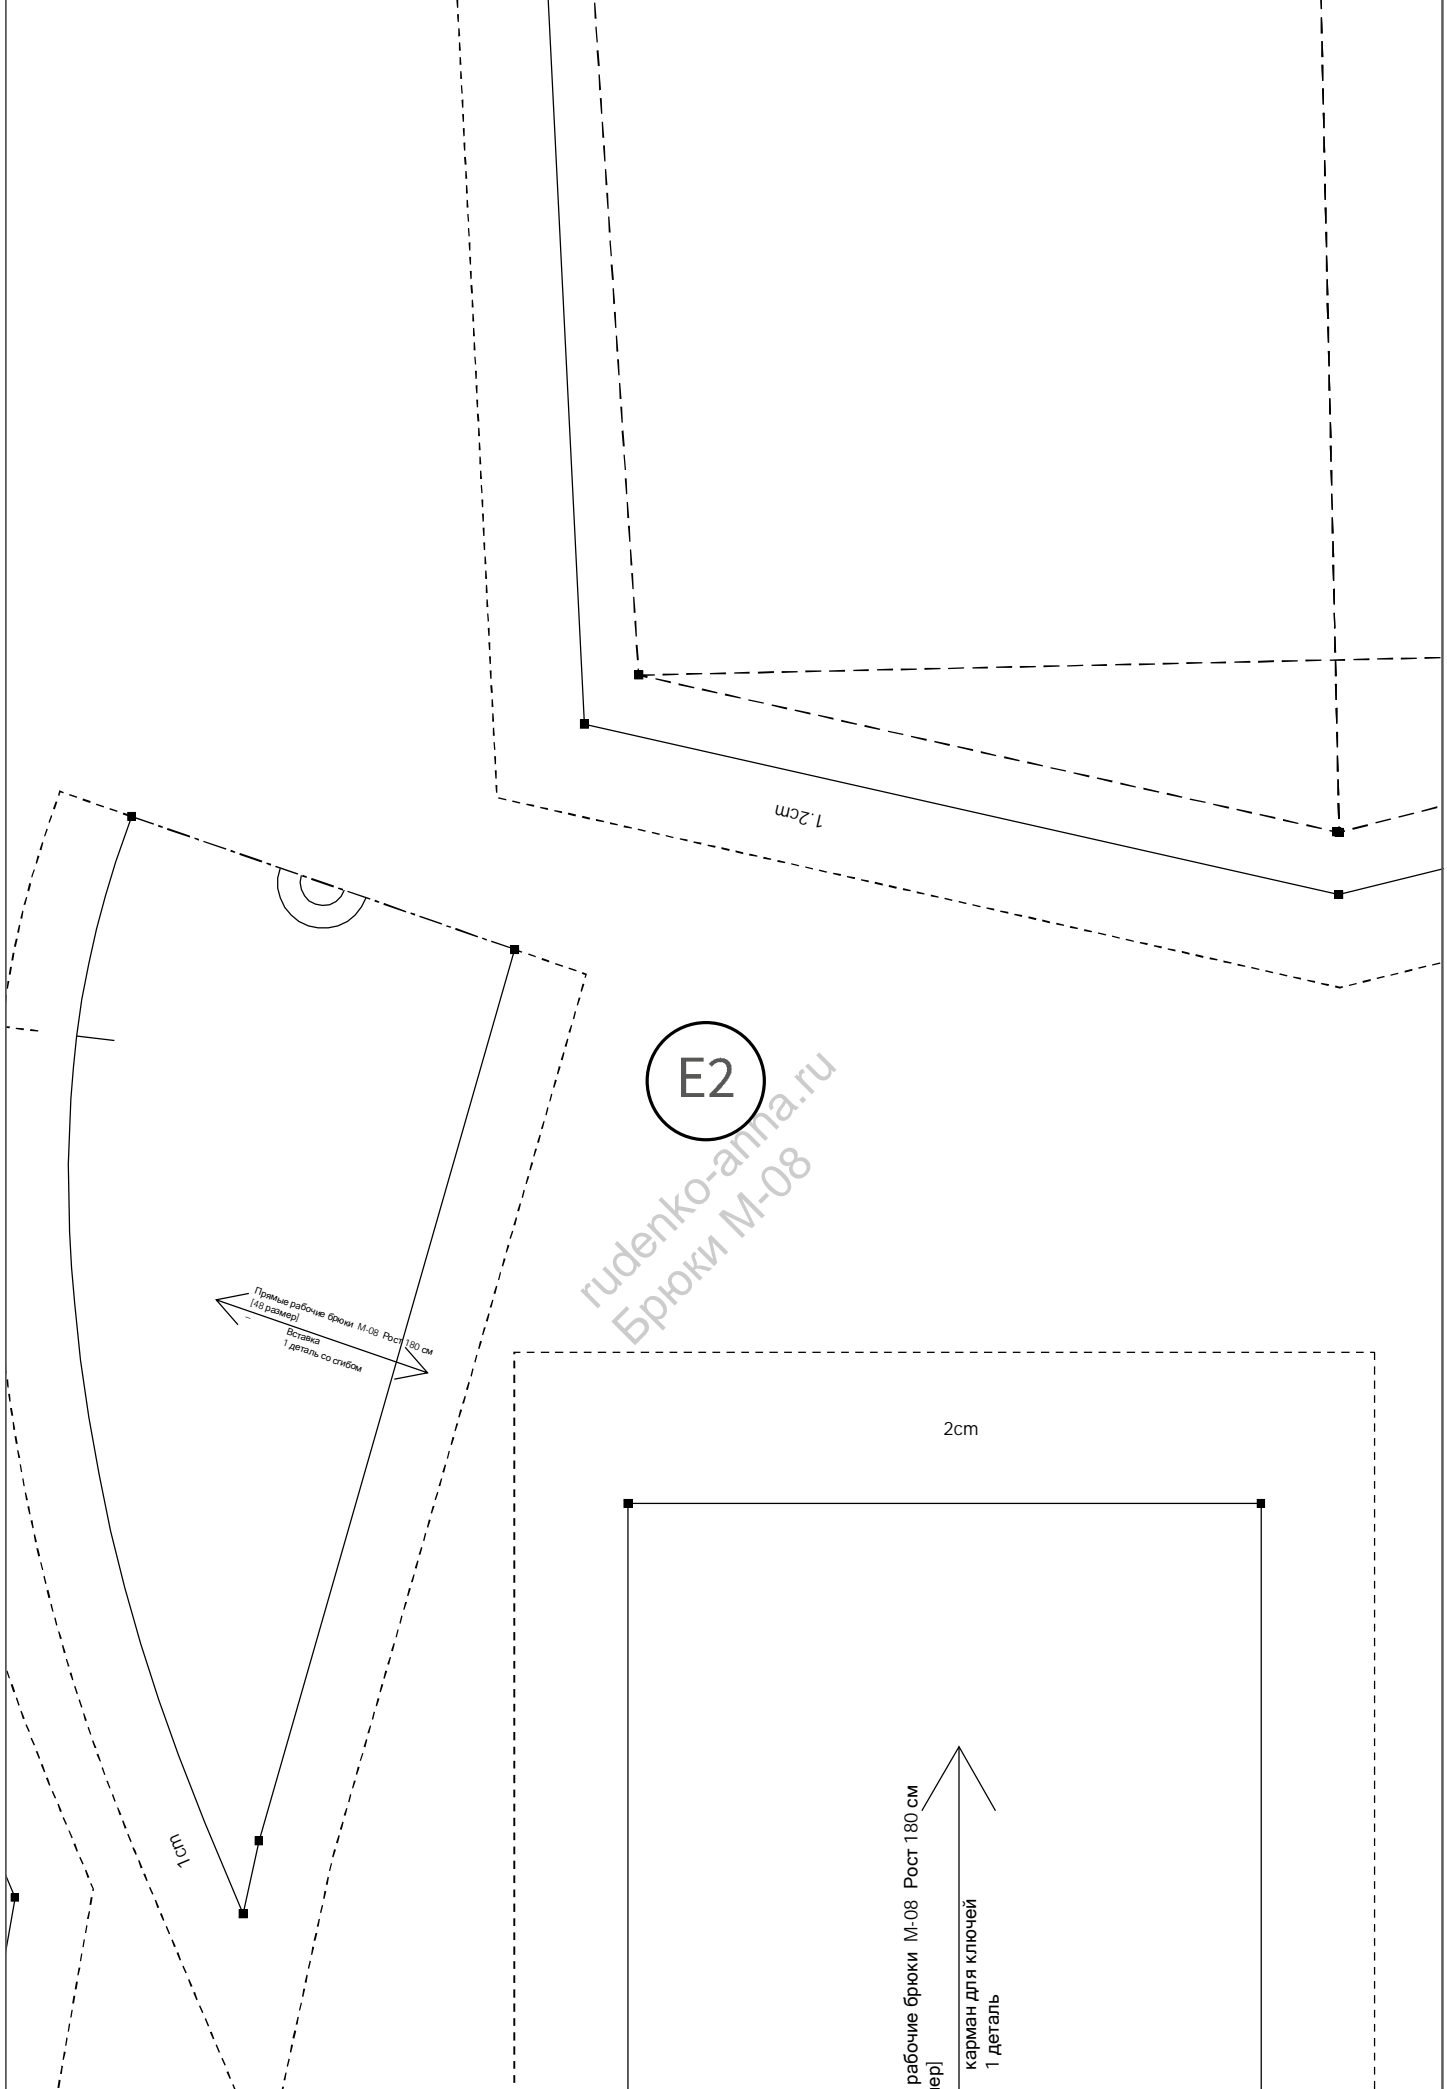 1.2cm
E2
rudenko-anna.ru
Брюки М-08
Прямые рабочие брюки М-08 Рост 180 см
[48 размер]
Вставка
1 деталь со сгибом
2cm
1cm
рабочие брюки М-08 Рост 180 см
мер]
карман для ключей
1 деталь